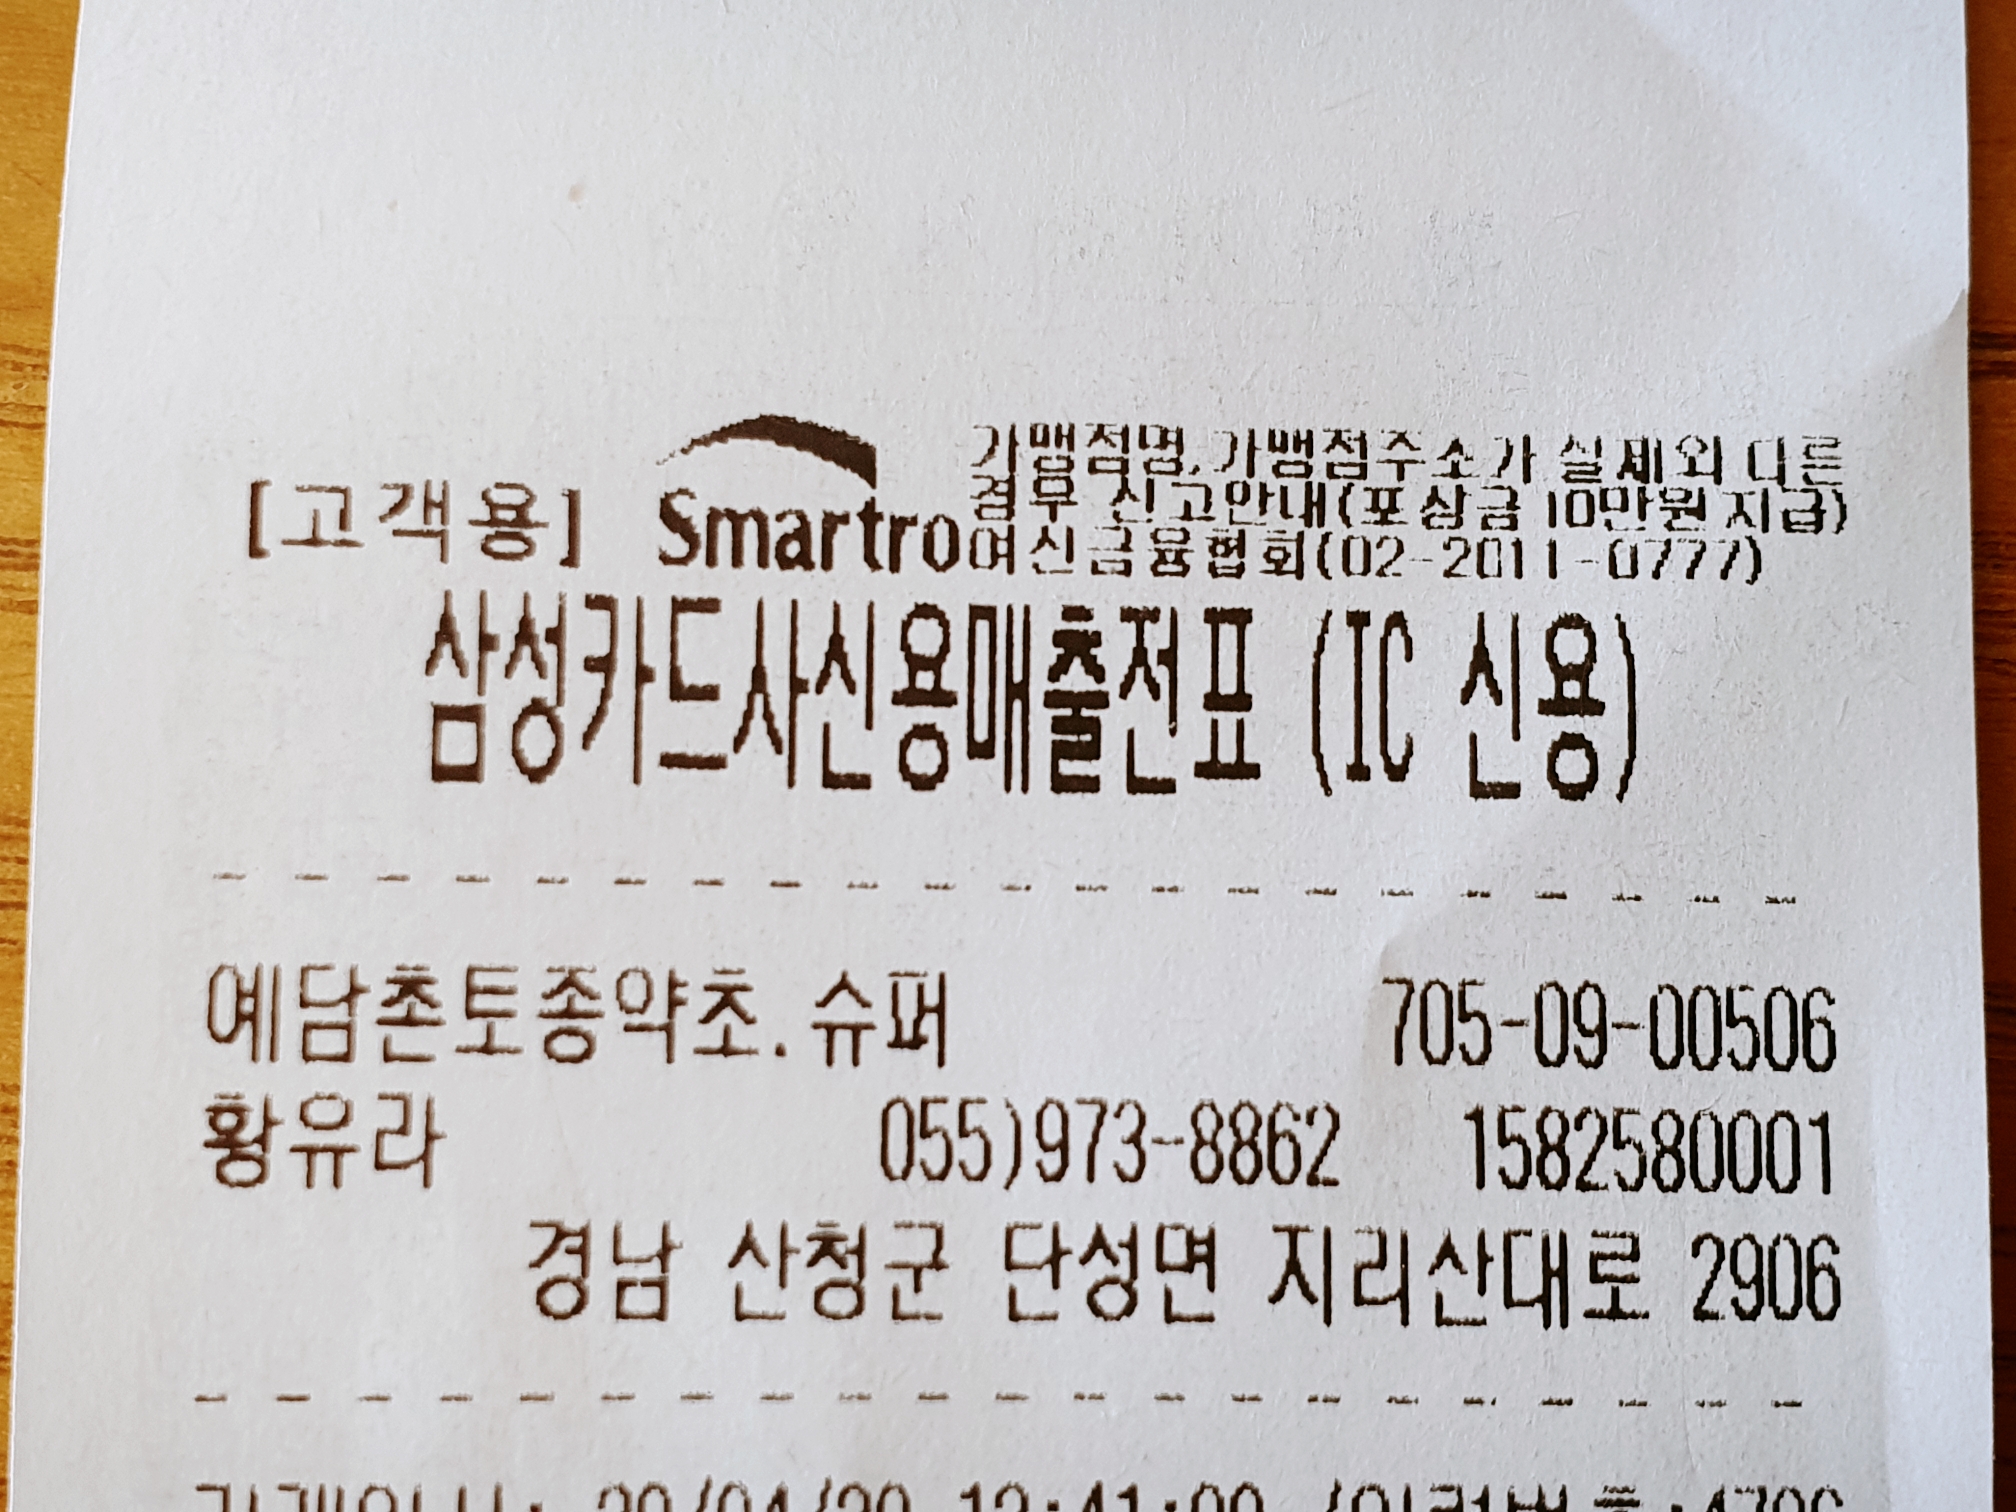 [고객용] Smartro
가맹점명, 가맹점주소가 실제와 다른
경우 신고안내(포상금 10만원 지급)
여신금융협회(02-2011-0777)
삼성카드사신용매출전표 (IC 신용)
예담촌토종약초.슈퍼 705-09-00506
황유라 055)973-8862 1582580001
경남 산청군 단성면 지리산대로 2906